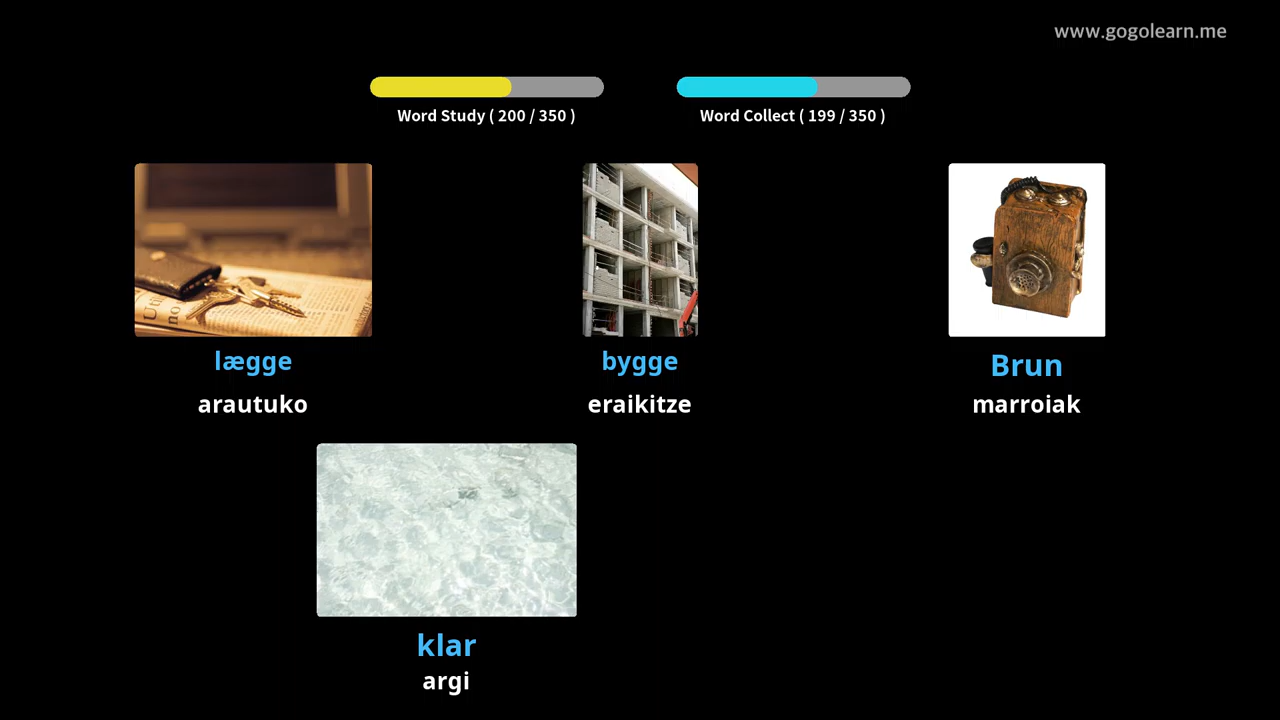 www.gogolearn.me
Word Study ( 200 / 350 )
Word Collect ( 199 / 350 )
lægge
bygge
Brun
arautuko
eraikitze
marroiak
klar
argi